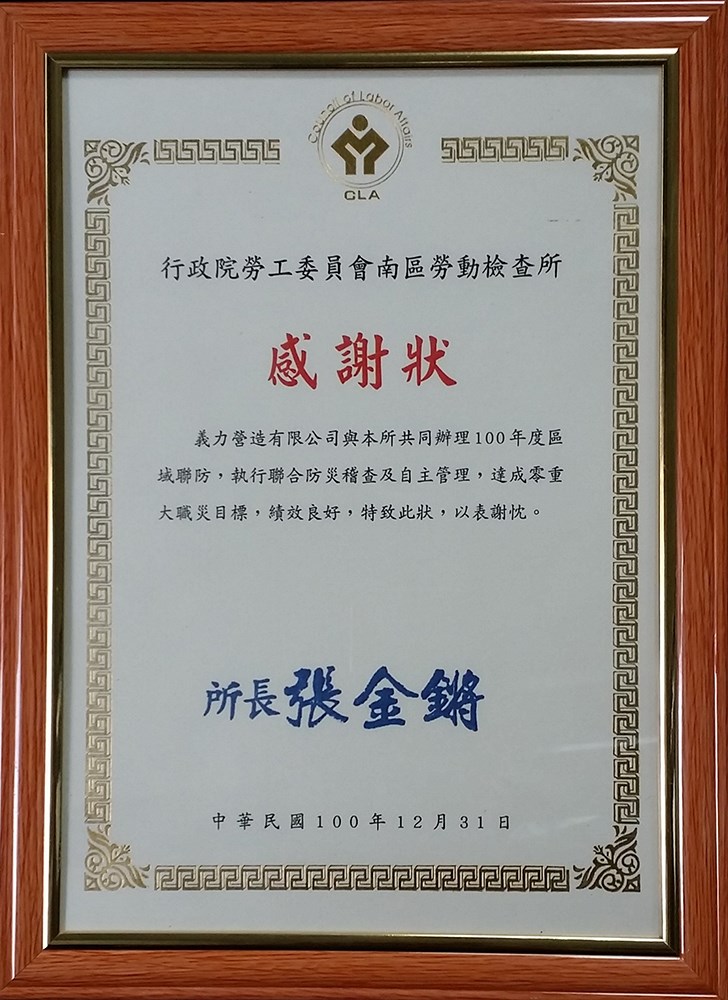 Council of Labor Affairs
CLA
行政院勞工委員會南區勞動檢查所
感謝狀
義力營造有限公司與本所共同辦理100年度區
域聯防，執行聯合防災稽查及自主管理，達成零重
大職災目標，績效良好，特致此狀，以表謝忱。
所長張金鏘
中華民國100年12月31日